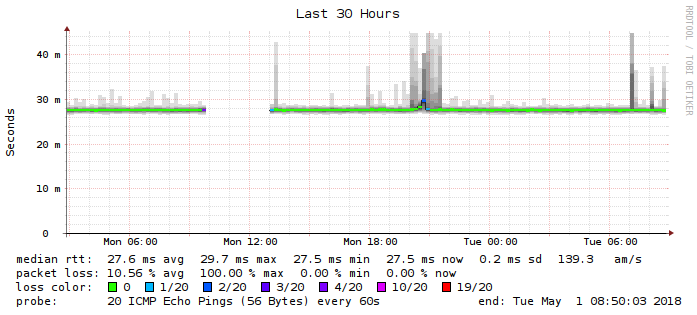 Last 30 Hours
RRDTOOL / TOBI OETIKER
Seconds
40 m
30 m
20 m
10 m
0
Mon 06:00 Mon 12:00 Mon 18:00 Tue 00:00 Tue 06:00
median rtt: 27.6 ms avg 29.7 ms max 27.5 ms min 27.5 ms now 0.2 ms sd 139.3 am/s
packet loss: 10.56 % avg 100.00 % max 0.00 % min 0.00 % now
loss color: 0 1/20 2/20 3/20 4/20 10/20 19/20
probe: 20 ICMP Echo Pings (56 Bytes) every 60s end: Tue May 1 08:50:03 2018